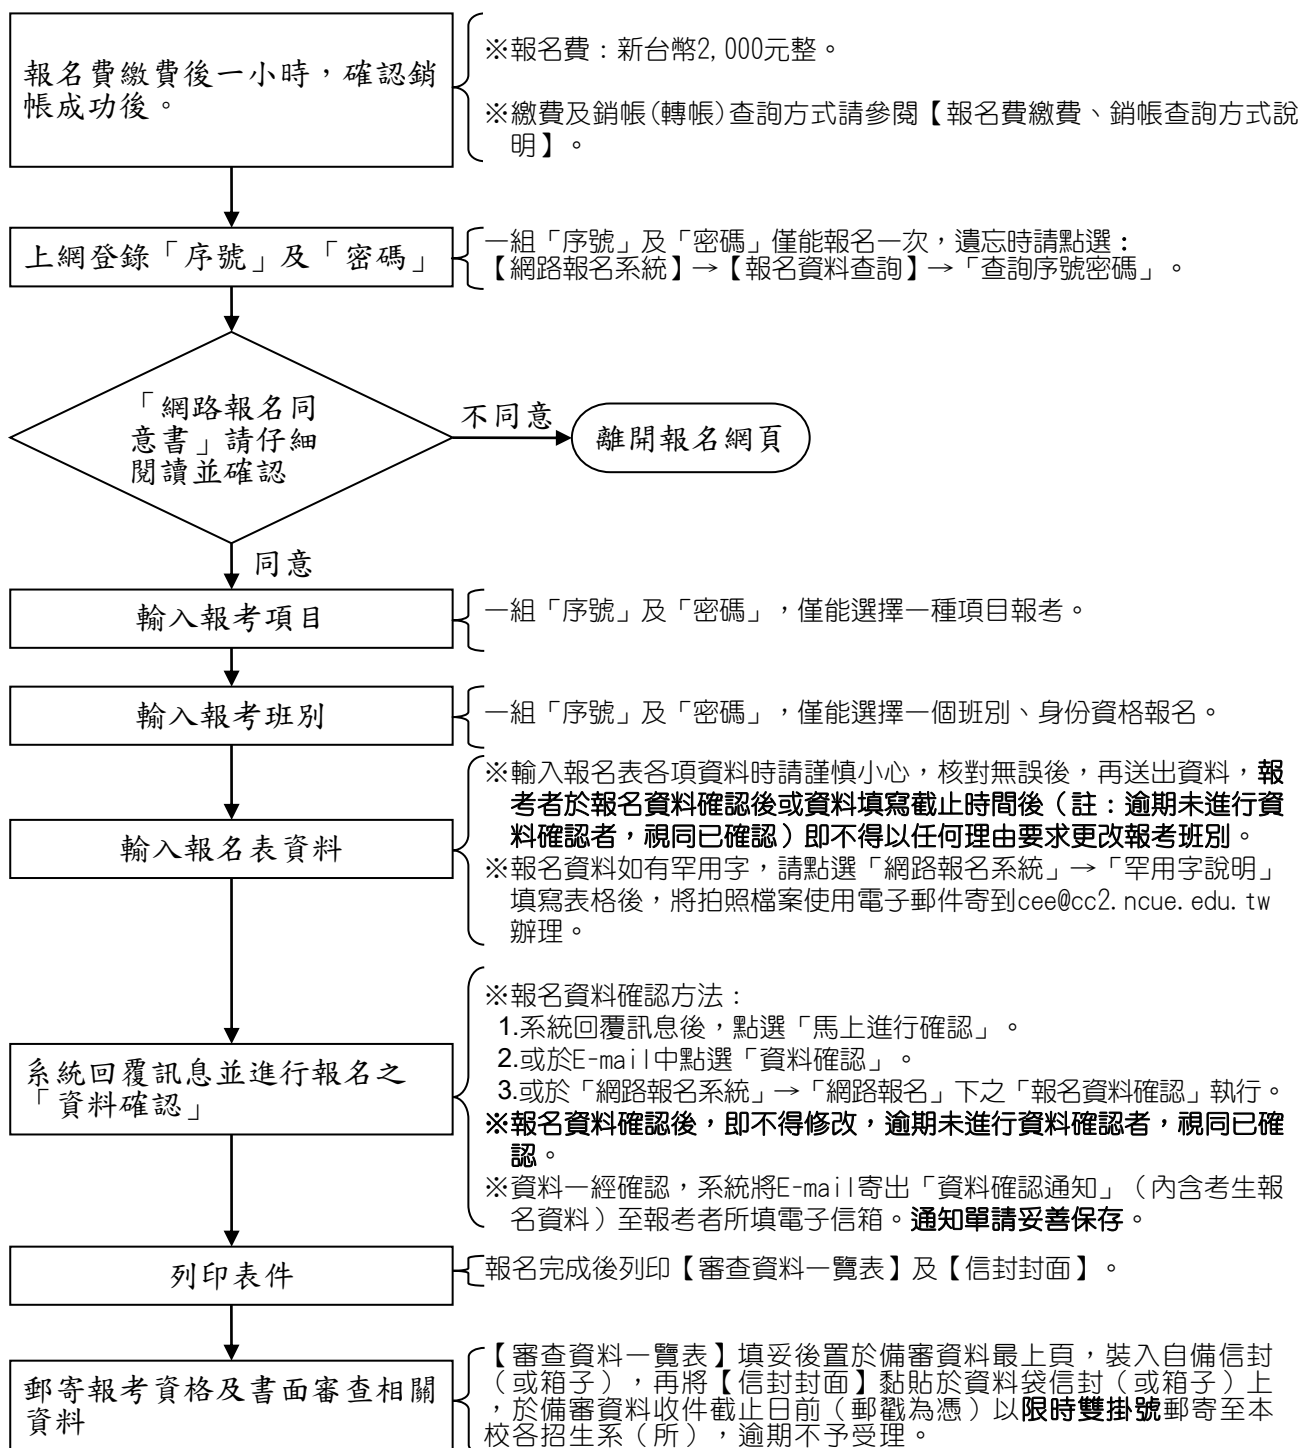 報名費繳費後一小時，確認銷
帳成功後。
※報名費：新台幣2,000元整。
※繳費及銷帳(轉帳)查詢方式請參閱【報名費繳費、銷帳查詢方式說
明】。
上網登錄「序號」及「密碼」
一組「序號」及「密碼」僅能報名一次，遺忘時請點選：
【網路報名系統】→【報名資料查詢】→「查詢序號密碼」。
「網路報名同
意書」請仔細
閱讀並確認
不同意
離開報名網頁
同意
輸入報考項目
一組「序號」及「密碼」，僅能選擇一種項目報考。
輸入報考班別
一組「序號」及「密碼」，僅能選擇一個班別、身份資格報名。
輸入報名表資料
※輸入報名表各項資料時請謹慎小心，核對無誤後，再送出資料，報
考者於報名資料確認後或資料填寫截止時間後（註：逾期未進行資
料確認者，視同已確認）即不得以任何理由要求更改報考班別。
※報名資料如有罕用字，請點選「網路報名系統」→「罕用字說明」
填寫表格後，將拍照檔案使用電子郵件寄到cee@cc2.ncue.edu.tw
辦理。
系統回覆訊息並進行報名之
「資料確認」
※報名資料確認方法：
1.系統回覆訊息後，點選「馬上進行確認」。
2.或於E-mail中點選「資料確認」。
3.或於「網路報名系統」→「網路報名」下之「報名資料確認」執行。
※報名資料確認後，即不得修改，逾期未進行資料確認者，視同已確
認。
※資料一經確認，系統將E-mail寄出「資料確認通知」（內含考生報
名資料）至報考者所填電子信箱。通知單請妥善保存。
列印表件
報名完成後列印【審查資料一覽表】及【信封封面】。
郵寄報考資格及書面審查相關
資料
【審查資料一覽表】填妥後置於備審資料最上頁，裝入自備信封
（或箱子），再將【信封封面】黏貼於資料袋信封（或箱子）上
，於備審資料收件截止日前（郵戳為憑）以限時雙掛號郵寄至本
校各招生系（所），逾期不予受理。